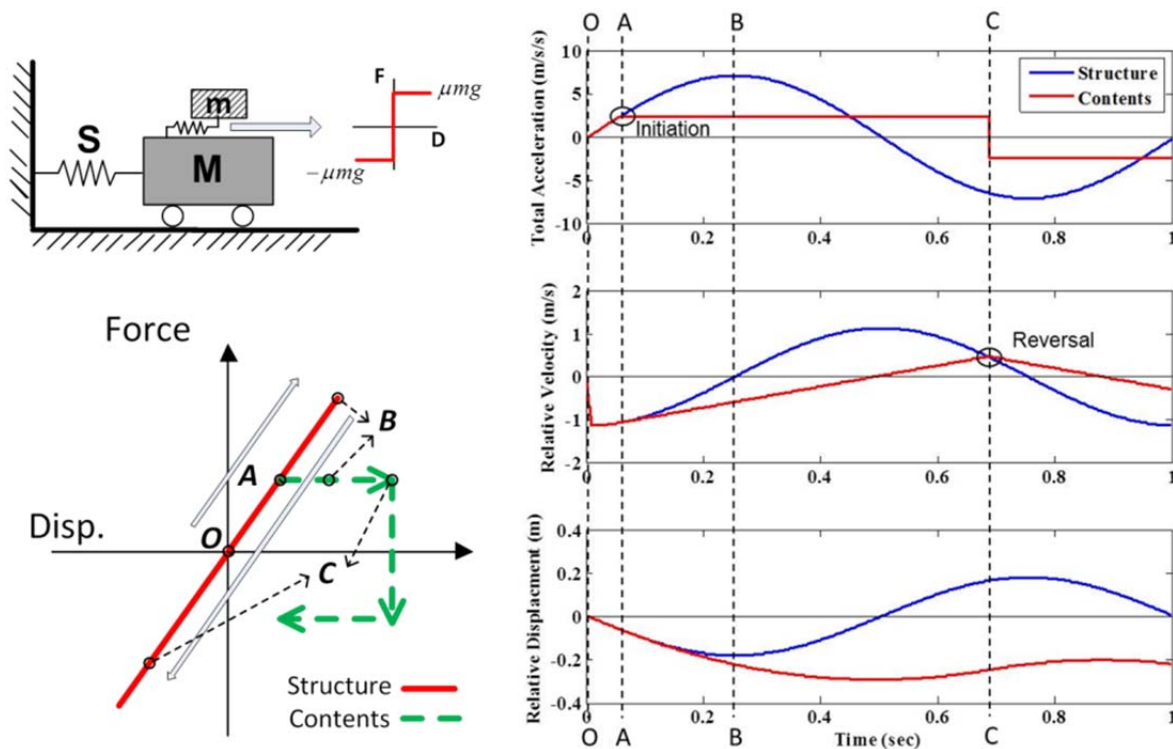 F
μmg
D
−μmg
m
S
M
Force
Disp.
A
B
O
C
Structure
Contents
O A B C
Total Acceleration (m/s/s)
10
5
0
-5
-10
Initiation
Structure
Contents
0 0.2 0.4 0.6 0.8 1
Relative Velocity (m/s)
2
1
0
-1
-2
Reversal
0 0.2 0.4 0.6 0.8 1
Relative Displacment (m)
0.4
0.2
0
-0.2
-0.4
0 0.2 0.4 0.6 0.8 1
O A B C
Time (sec)